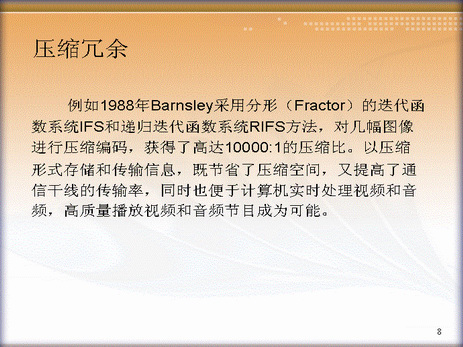 压缩冗余
例如1988年Barnsley采用分形（Fractor）的迭代函
数系统IFS和递归迭代函数系统RIFS方法，对几幅图像
进行压缩编码，获得了高达10000:1的压缩比。以压缩
形式存储和传输信息，既节省了压缩空间，又提高了通
信干线的传输率，同时也便于计算机实时处理视频和音
频，高质量播放视频和音频节目成为可能。
8